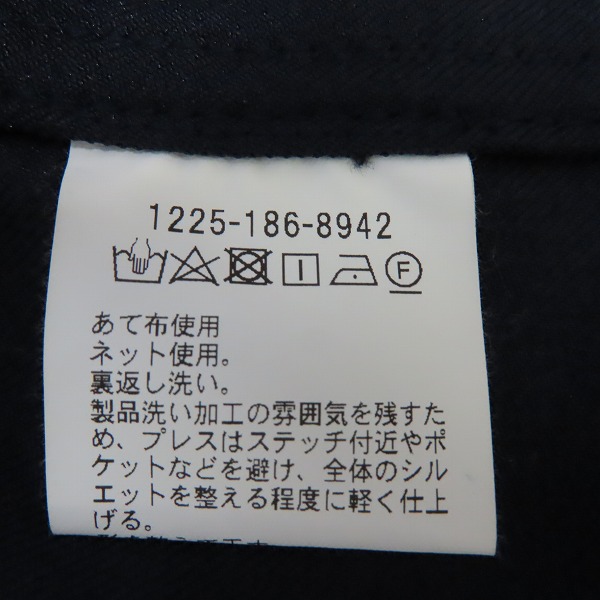 1225-186-8942
F
あて布使用
ネット使用。
裏返し洗い。
製品洗い加工の雰囲気を残すた
め、プレスはステッチ付近やポ
ケットなどを避け、全体のシル
エットを整える程度に軽く仕上
げる。